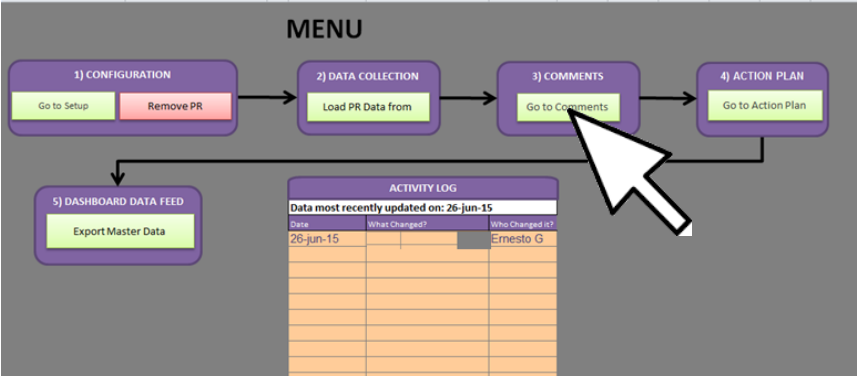 MENU
1) CONFIGURATION
Go to Setup
Remove PR
2) DATA COLLECTION
Load PR Data from
3) COMMENTS
Go to Comments
4) ACTION PLAN
Go to Action Plan
5) DASHBOARD DATA FEED
Export Master Data
ACTIVITY LOG
Data most recently updated on: 26-jun-15
Date What Changed? Who Changed it?
26-jun-15 Ernesto G